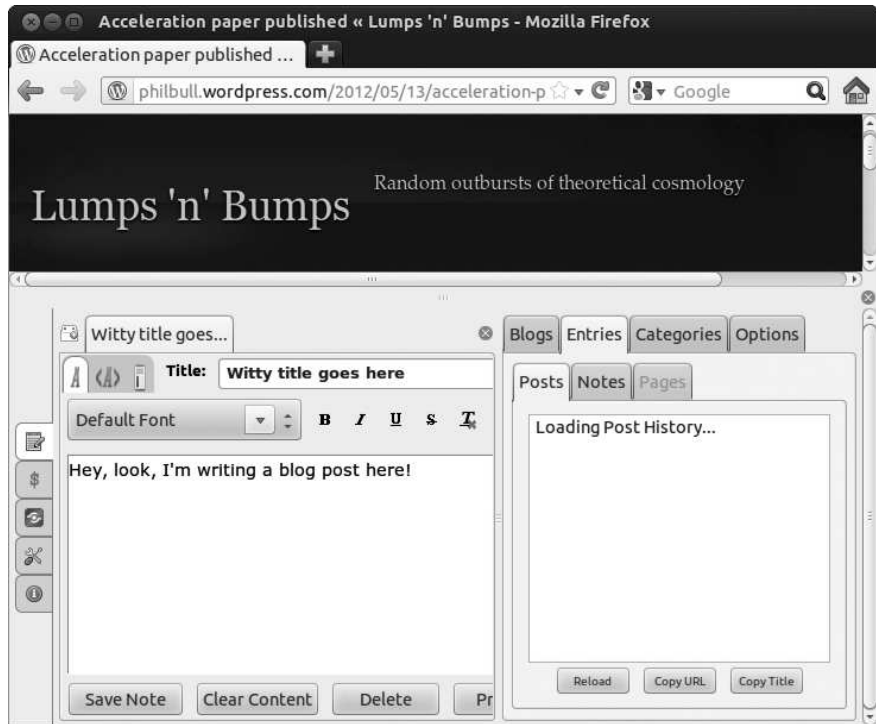 Acceleration paper published « Lumps 'n' Bumps - Mozilla Firefox
Acceleration paper published ...
philbull.wordpress.com/2012/05/13/acceleration-p
Google
Lumps 'n' Bumps
Random outbursts of theoretical cosmology
Witty title goes...
Blogs Entries Categories Options
Title: Witty title goes here
Posts Notes Pages
Default Font B I U S T
Loading Post History...
Hey, look, I'm writing a blog post here!
Reload Copy URL Copy Title
Save Note Clear Content Delete Pr